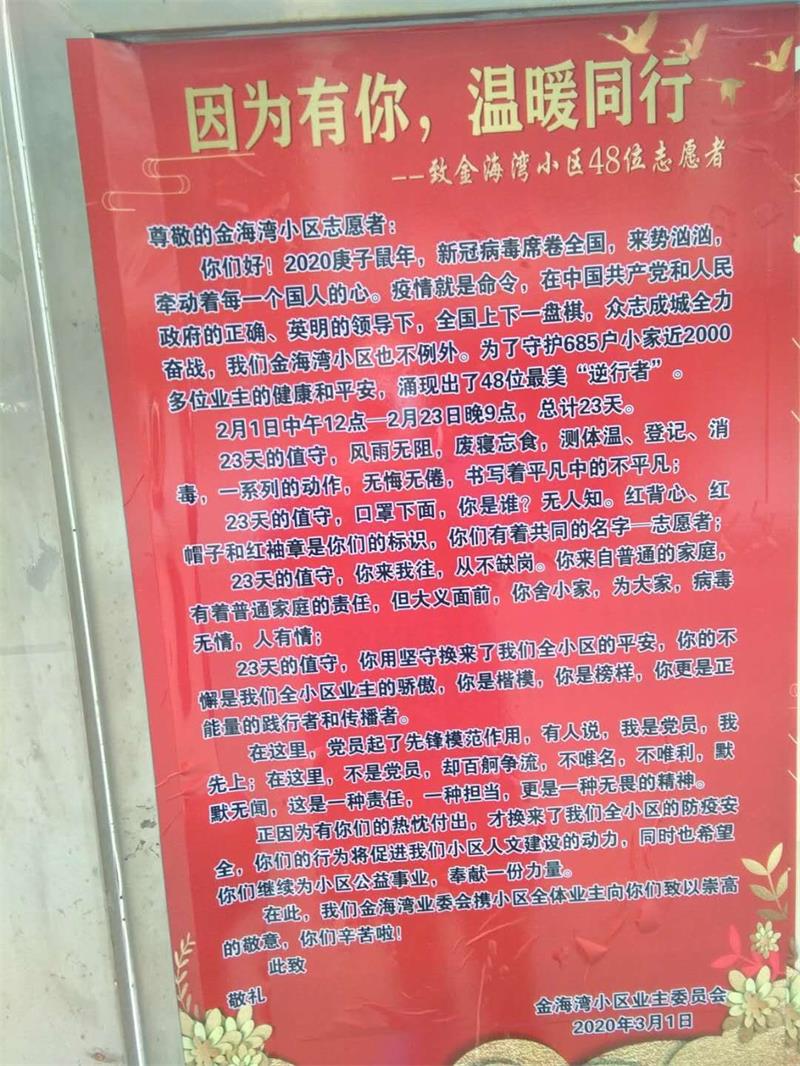 因为有你，温暖同行
--致金海湾小区48位志愿者
尊敬的金海湾小区志愿者：
你们好！2020庚子鼠年，新冠病毒席卷全国，来势汹汹，
牵动着每一个国人的心。疫情就是命令，在中国共产党和人民
政府的正确、英明的领导下，全国上下一盘棋，众志成城全力
奋战，我们金海湾小区也不例外。为了守护685户小家近2000
多位业主的健康和平安，涌现出了48位最美“逆行者”。
2月1日中午12点—2月23日晚9点，总计23天。
23天的值守，风雨无阻，废寝忘食，测体温、登记、消
毒，一系列的动作，无悔无倦，书写着平凡中的不平凡；
23天的值守，口罩下面，你是谁？无人知。红背心、红
帽子和红袖章是你们的标识，你们有着共同的名字—志愿者；
23天的值守，你来我往，从不缺岗。你来自普通的家庭，
有着普通家庭的责任，但大义面前，你舍小家，为大家，病毒
无情，人有情；
23天的值守，你用坚守换来了我们全小区的平安，你的不
懈是我们全小区业主的骄傲，你是楷模，你是榜样，你更是正
能量的践行者和传播者。
在这里，党员起了先锋模范作用，有人说，我是党员，我
先上；在这里，不是党员，却百舸争流，不唯名，不唯利，默
默无闻，这是一种责任，一种担当，更是一种无畏的精神。
正因为有你们的热忱付出，才换来了我们全小区的防疫安
全，你们的行为将促进我们小区人文建设的动力，同时也希望
你们继续为小区公益事业，奉献一份力量。
在此，我们金海湾业委会携小区全体业主向你们致以崇高
的敬意，你们辛苦啦！
此致
敬礼
金海湾小区业主委员会
2020年3月1日